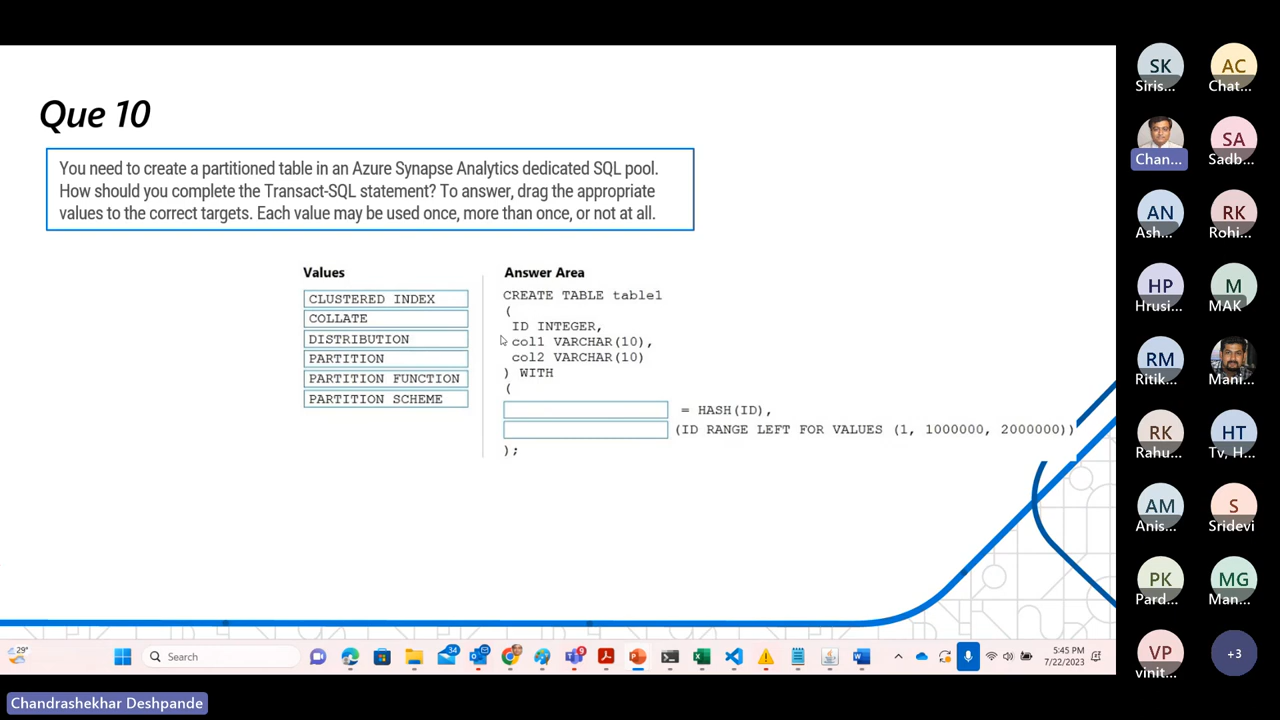 Que 10
You need to create a partitioned table in an Azure Synapse Analytics dedicated SQL pool.
How should you complete the Transact-SQL statement? To answer, drag the appropriate
values to the correct targets. Each value may be used once, more than once, or not at all.
Values
CLUSTERED INDEX
COLLATE
DISTRIBUTION
PARTITION
PARTITION FUNCTION
PARTITION SCHEME
Answer Area
CREATE TABLE table1
(
ID INTEGER,
col1 VARCHAR(10),
col2 VARCHAR(10)
) WITH
(
= HASH(ID),
(ID RANGE LEFT FOR VALUES (1, 1000000, 2000000))
);
SK
Siris...
AC
Chat...
Chan...
SA
Sadb...
AN
Ash...
RK
Rohi...
HP
Hrusi...
M
MAK
RM
Ritik...
Mani...
RK
Rahu...
HT
Tv, H...
AM
Anis...
S
Sridevi
PK
Pard...
MG
Man...
VP
vinit...
+3
29°
Search
34
9
5:45 PM
7/22/2023
Chandrashekhar Deshpande